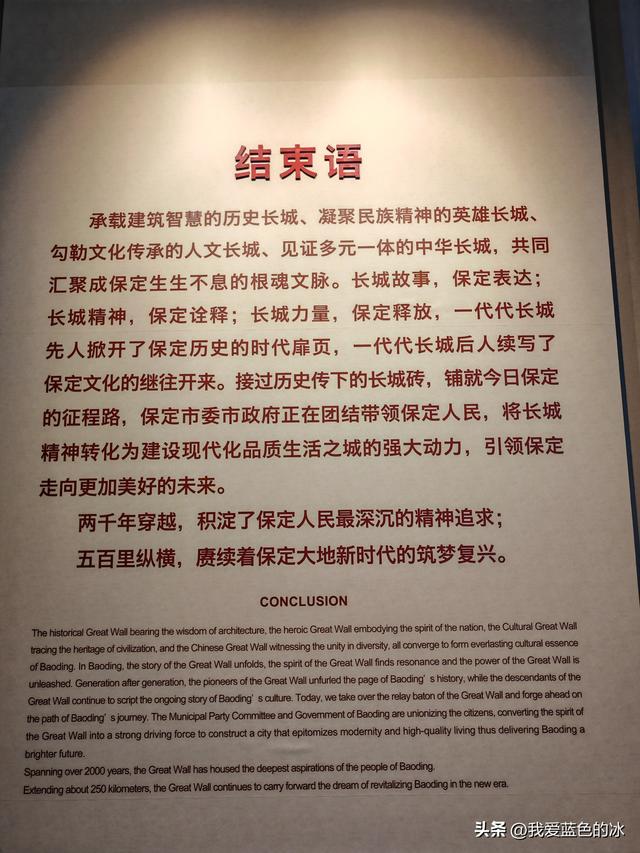 结束语
承载建筑智慧的历史长城、凝聚民族精神的英雄长城、
勾勒文化传承的人文长城、见证多元一体的中华长城，共同
汇聚成保定生生不息的根魂文脉。长城故事，保定表达；
长城精神，保定诠释；长城力量，保定释放，一代代长城
先人掀开了保定历史的时代扉页，一代代长城后人续写了
保定文化的继往开来。接过历史传下的长城砖，铺就今日保定
的征程路，保定市委市政府正在团结带领保定人民，将长城
精神转化为建设现代化品质生活之城的强大动力，引领保定
走向更加美好的未来。
两千年穿越，积淀了保定人民最深沉的精神追求；
五百里纵横，赓续着保定大地新时代的筑梦复兴。
CONCLUSION
The historical Great Wall bearing the wisdom of architecture, the heroic Great Wall embodying the spirit of the nation, the Cultural Great Wall
tracing the heritage of civilization, and the Chinese Great Wall witnessing the unity in diversity, all converge to form everlasting cultural essence
of Baoding. In Baoding, the story of the Great Wall unfolds, the spirit of the Great Wall finds resonance and the power of the Great Wall is
unleashed. Generation after generation, the pioneers of the Great Wall unfurled the page of Baoding's history, while the descendants of the
Great Wall continue to script the ongoing story of Baoding's culture. Today, we take over the relay baton of the Great Wall and forge ahead on
the path of Baoding's journey. The Municipal Party Committee and Government of Baoding are unionizing the citizens, converting the spirit of
the Great Wall into a strong driving force to construct a city that epitomizes modernity and high-quality living thus delivering Baoding a
brighter future.
Spanning over 2000 years, the Great Wall has housed the deepest aspirations of the people of Baoding.
Extending about 250 kilometers, the Great Wall continues to carry forward the dream of revitalizing Baoding in the new era.
头条 @我爱蓝色的冰